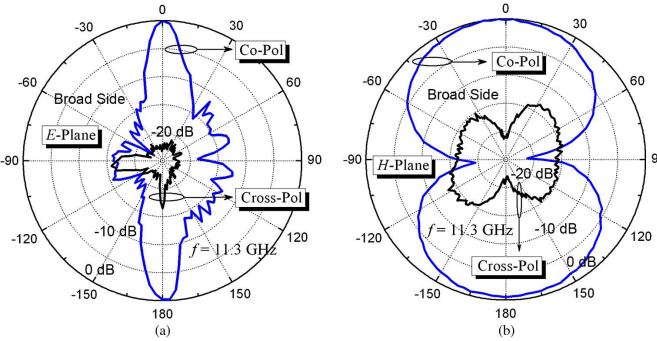 0
-30
30
-60
60
-90
90
-120
120
-150
150
180
Co-Pol
Broad Side
E-Plane
-20 dB
Cross-Pol
-10 dB
f = 11.3 GHz
0 dB
(a)
0
-30
30
-60
60
-90
90
-120
120
-150
150
180
Co-Pol
Broad Side
H-Plane
-20 dB
-10 dB
f = 11.3 GHz
Cross-Pol
0 dB
(b)